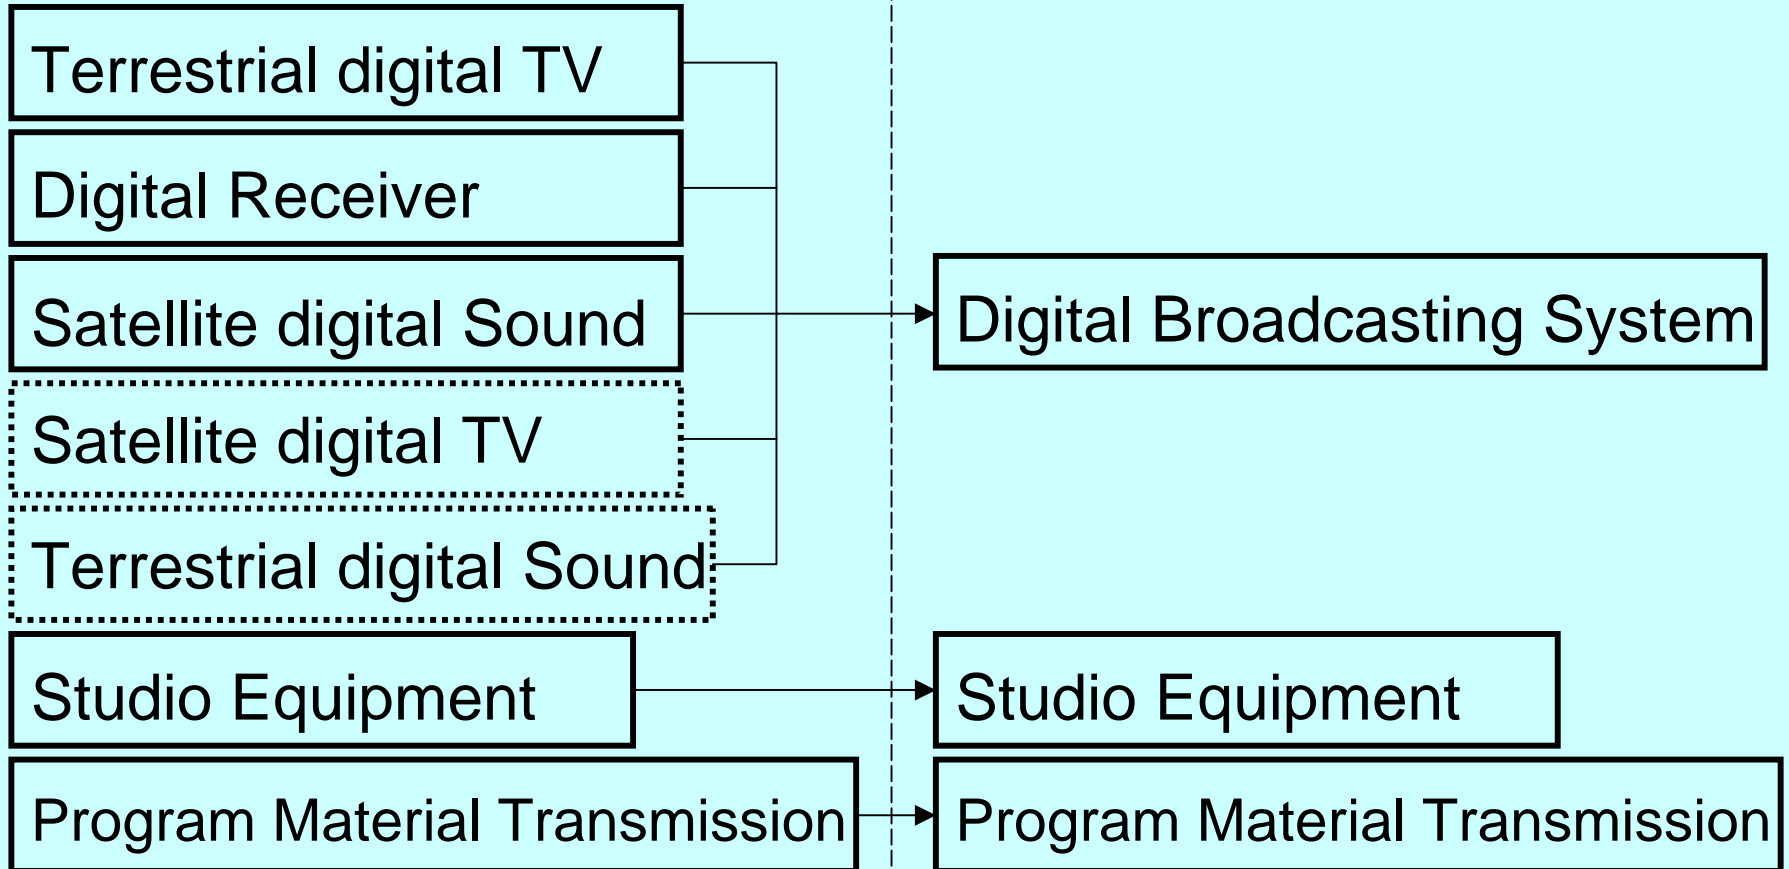 Terrestrial digital TV
Digital Receiver
Satellite digital Sound
Satellite digital TV
Terrestrial digital Sound
Studio Equipment
Program Material Transmission
Digital Broadcasting System
Studio Equipment
Program Material Transmission